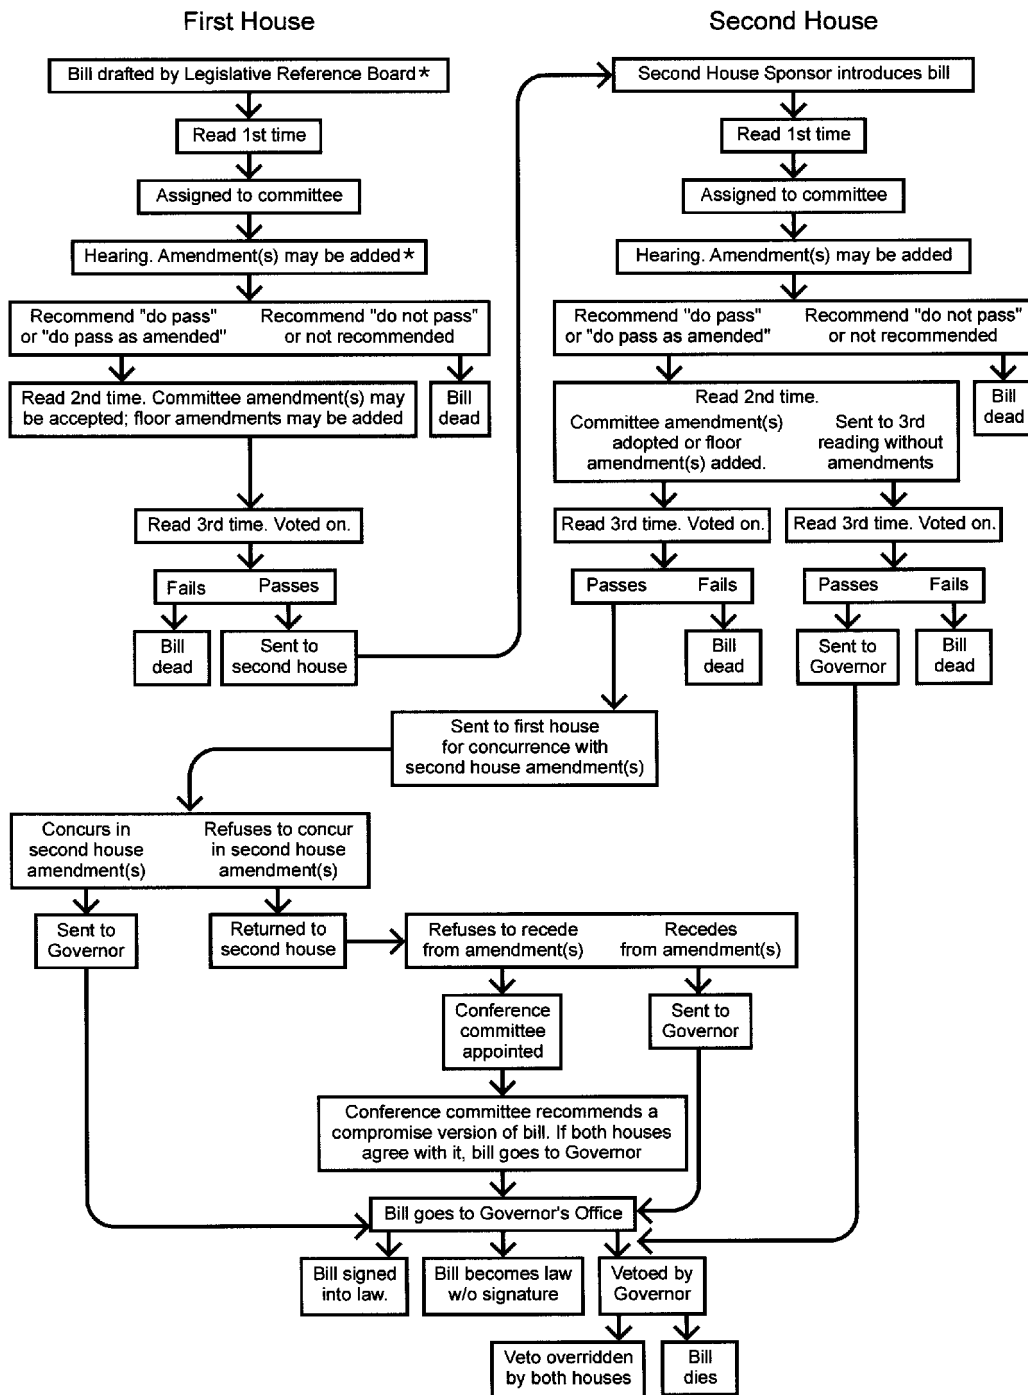 First House
Second House
Bill drafted by Legislative Reference Board*
Second House Sponsor introduces bill
Read 1st time
Read 1st time
Assigned to committee
Assigned to committee
Hearing. Amendment(s) may be added*
Hearing. Amendment(s) may be added
Recommend "do pass"
or "do pass as amended"
Recommend "do not pass"
or not recommended
Recommend "do pass"
or "do pass as amended"
Recommend "do not pass"
or not recommended
Read 2nd time. Committee amendment(s) may
be accepted; floor amendments may be added
Bill
dead
Read 2nd time.
Committee amendment(s)
adopted or floor
amendment(s) added.
Sent to 3rd
reading without
amendments
Bill
dead
Read 3rd time. Voted on.
Read 3rd time. Voted on.
Read 3rd time. Voted on.
Fails
Passes
Passes
Fails
Passes
Fails
Bill
dead
Sent to
second house
Bill
dead
Sent to
Governor
Bill
dead
Sent to first house
for concurrence with
second house amendment(s)
Concurs in
second house
amendment(s)
Refuses to concur
in second house
amendment(s)
Sent to
Governor
Returned to
second house
Refuses to recede
from amendment(s)
Recedes
from amendment(s)
Conference
committee
appointed
Sent to
Governor
Conference committee recommends a
compromise version of bill. If both houses
agree with it, bill goes to Governor
Bill goes to Governor's Office
Bill signed
into law.
Bill becomes law
w/o signature
Vetoed by
Governor
Veto overridden
by both houses
Bill
dies